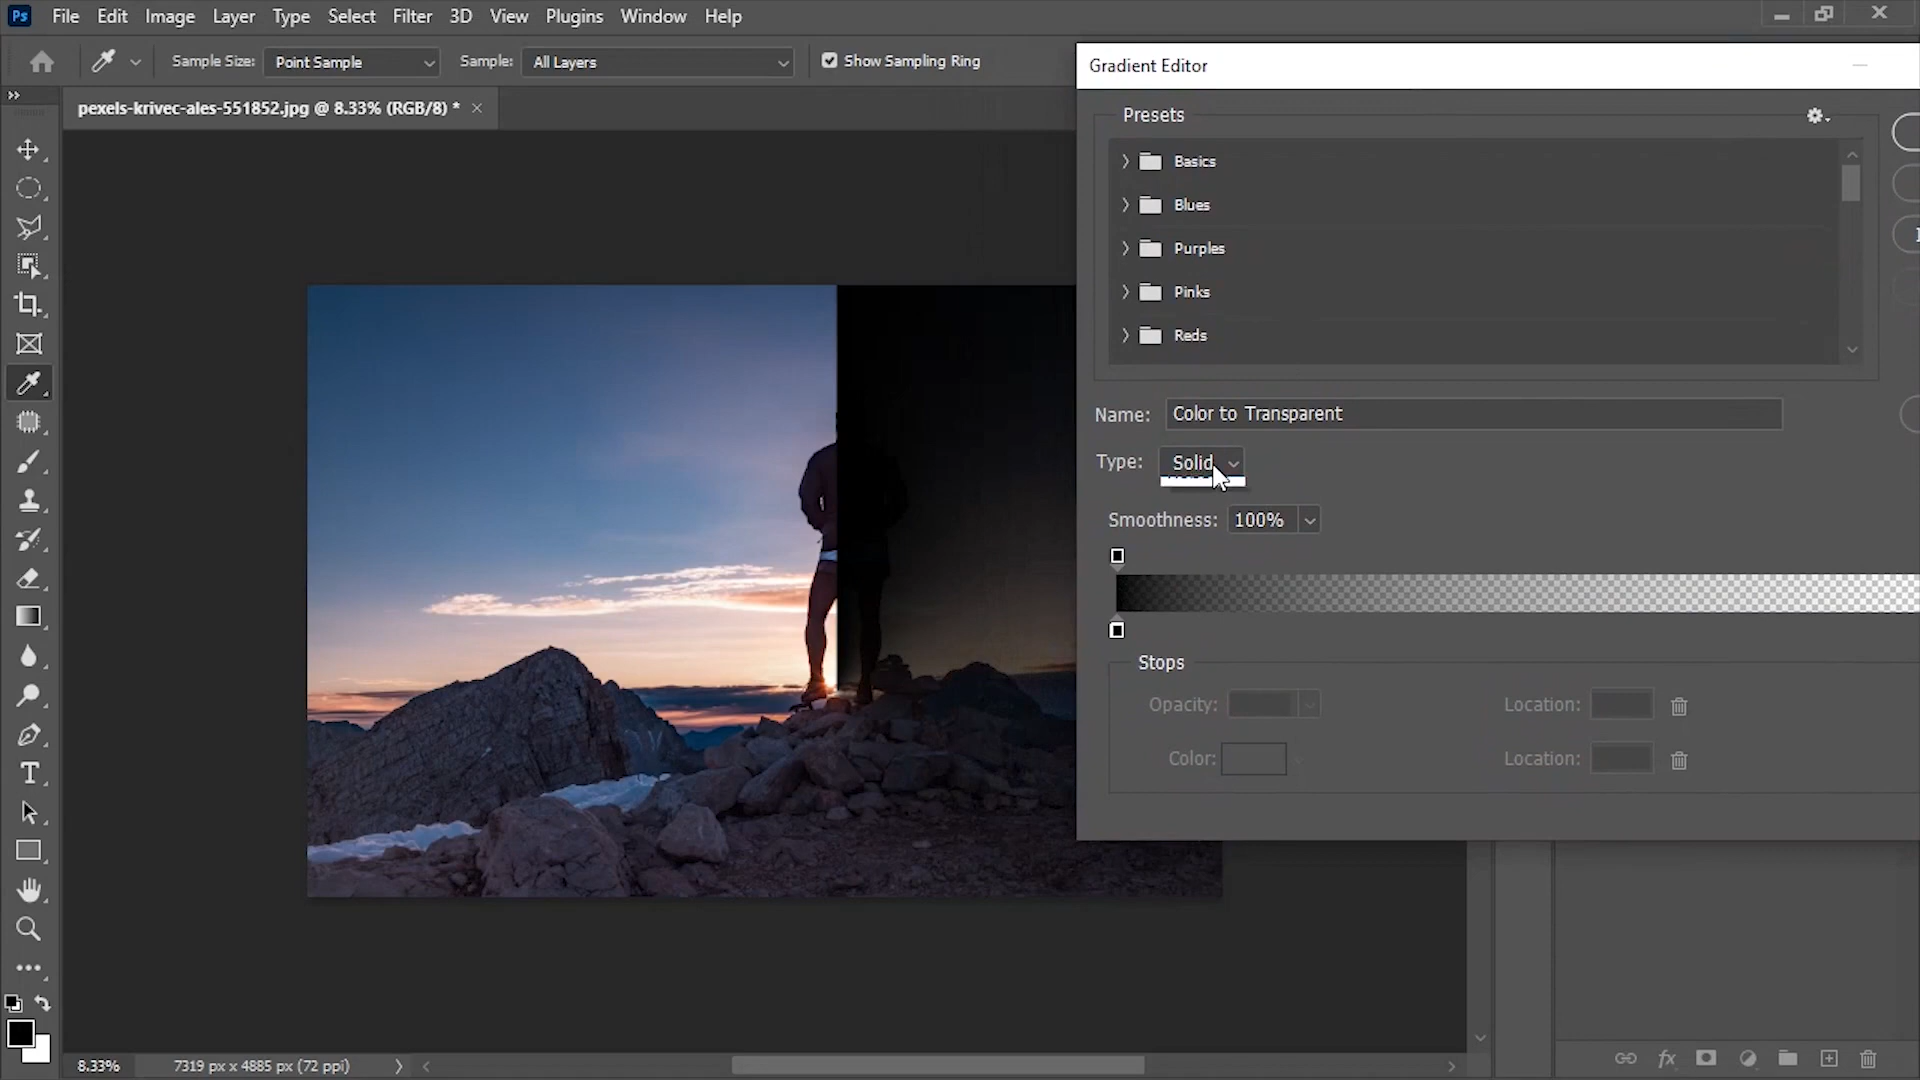 Ps File Edit Image Layer Type Select Filter 3D View Plugins Window Help
Sample Size: Point Sample Sample: All Layers Show Sampling Ring
pexels-krivec-ales-551852.jpg @ 8.33% (RGB/8) *
Gradient Editor
Presets
Basics
Blues
Purples
Pinks
Reds
Name: Color to Transparent
Type: Solid
Smoothness: 100%
Stops
Opacity: Location:
Color: Location:
8.33% 7319 px x 4885 px (72 ppi)
fx